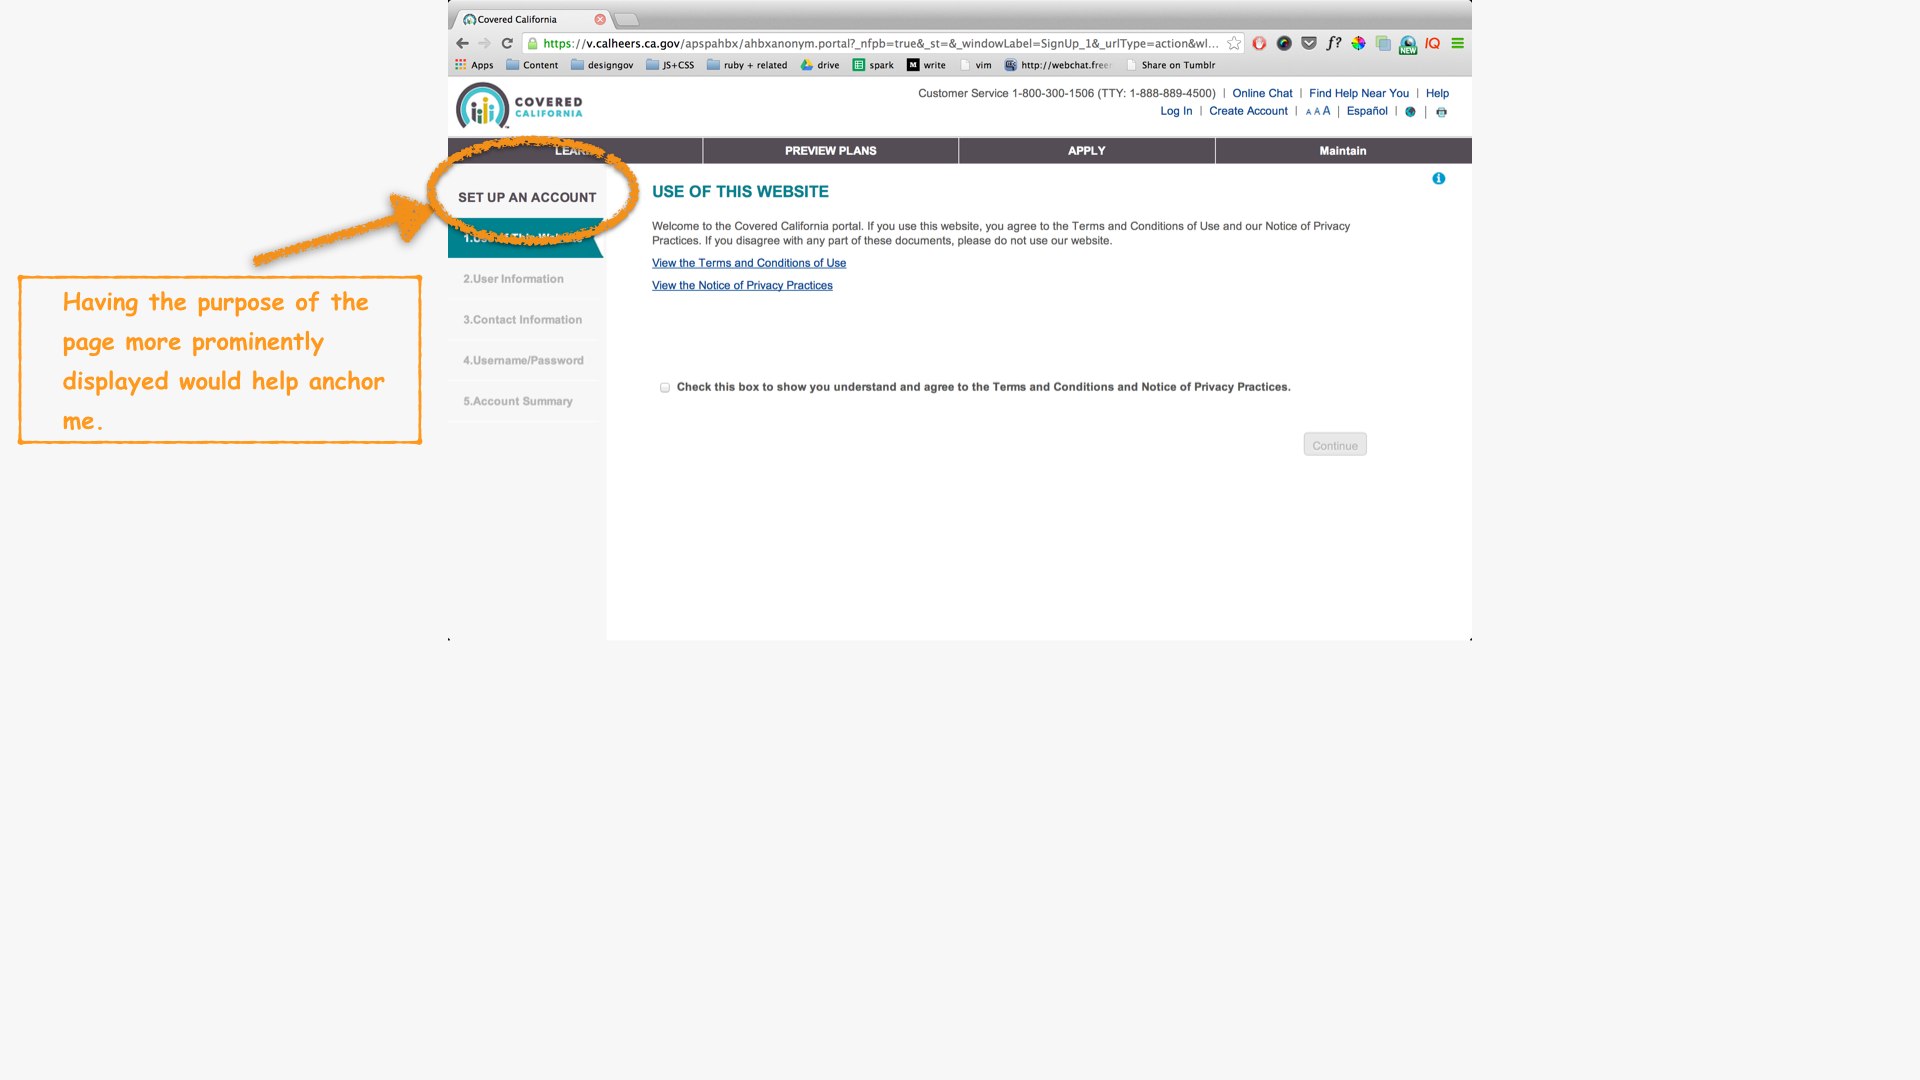 Covered California
https://v.calheers.ca.gov/apspahbx/ahbxanonym.portal?_nfpb=true&_st=&_windowLabel=SignUp_1&_urlType=action&wl...
f?
NEW
IQ
Apps
Content
designgov
JS+CSS
ruby + related
drive
spark
M write
vim
http://webchat.free
Share on Tumblr
COVERED
CALIFORNIA
Customer Service 1-800-300-1506 (TTY: 1-888-889-4500) | Online Chat | Find Help Near You | Help
Log In | Create Account | A A A | Español | |
LEARN
PREVIEW PLANS
APPLY
Maintain
SET UP AN ACCOUNT
2.User Information
3.Contact Information
4.Username/Password
5.Account Summary
USE OF THIS WEBSITE
Welcome to the Covered California portal. If you use this website, you agree to the Terms and Conditions of Use and our Notice of Privacy
Practices. If you disagree with any part of these documents, please do not use our website.
View the Terms and Conditions of Use
View the Notice of Privacy Practices
Check this box to show you understand and agree to the Terms and Conditions and Notice of Privacy Practices.
Continue
Having the purpose of the
page more prominently
displayed would help anchor
me.